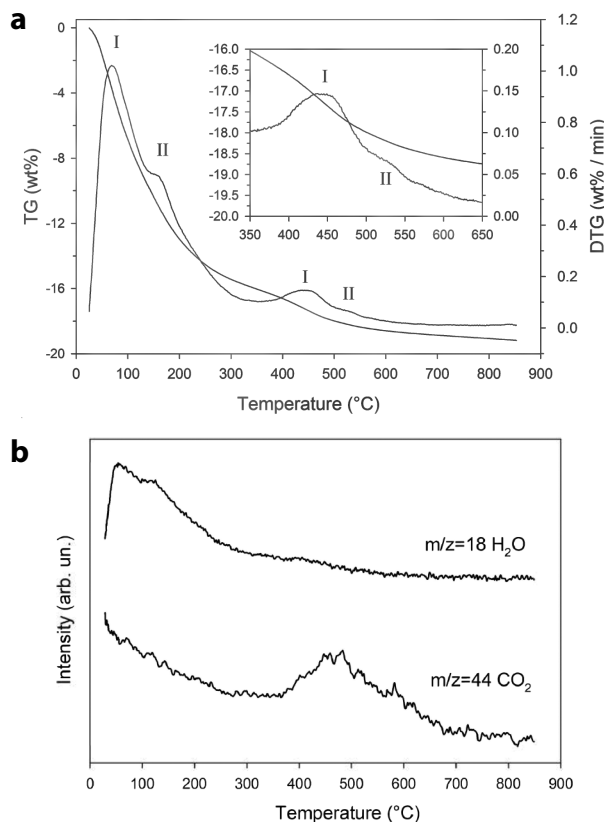 a
I
II
TG (wt%)
0
-4
-8
-12
-16
-20
DTG (wt% / min)
1.2
1.0
0.8
0.6
0.4
0.2
0.0
-16.0
-16.5
-17.0
-17.5
-18.0
-18.5
-19.0
-19.5
-20.0
0.20
0.15
0.10
0.05
0.00
I
II
350 400 450 500 550 600 650
I
II
0 100 200 300 400 500 600 700 800 900
Temperature (°C)
b
Intensity (arb. un.)
m/z=18 H₂O
m/z=44 CO₂
0 100 200 300 400 500 600 700 800 900
Temperature (°C)